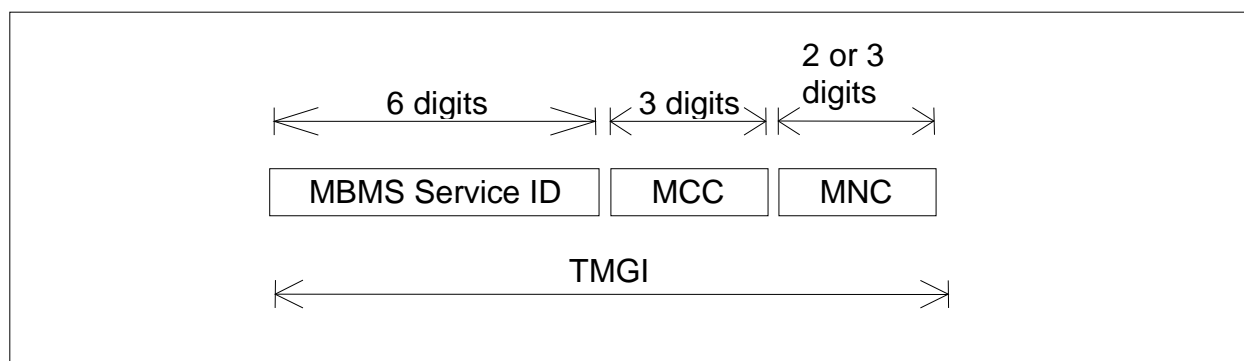 2 or 3
digits
6 digits
3 digits
MBMS Service ID
MCC
MNC
TMGI